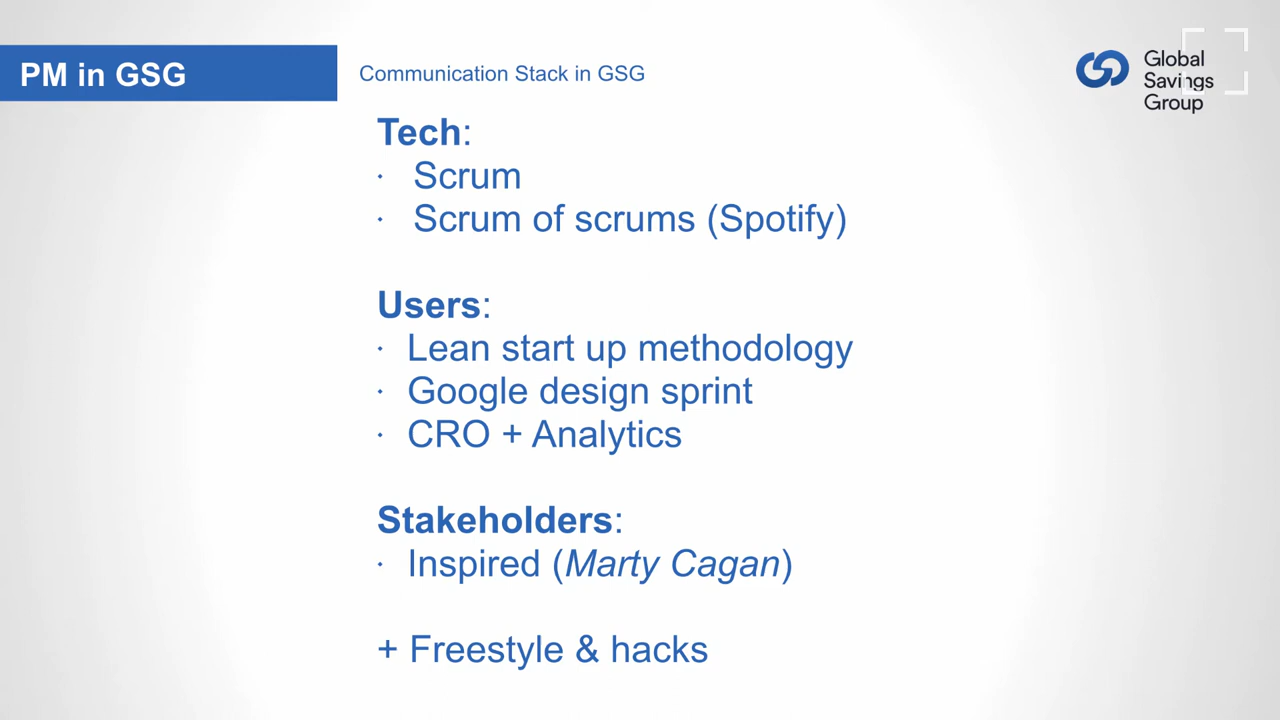 PM in GSG
Communication Stack in GSG
Global
Savings
Group
Tech:
· Scrum
· Scrum of scrums (Spotify)
Users:
· Lean start up methodology
· Google design sprint
· CRO + Analytics
Stakeholders:
· Inspired (Marty Cagan)
+ Freestyle & hacks